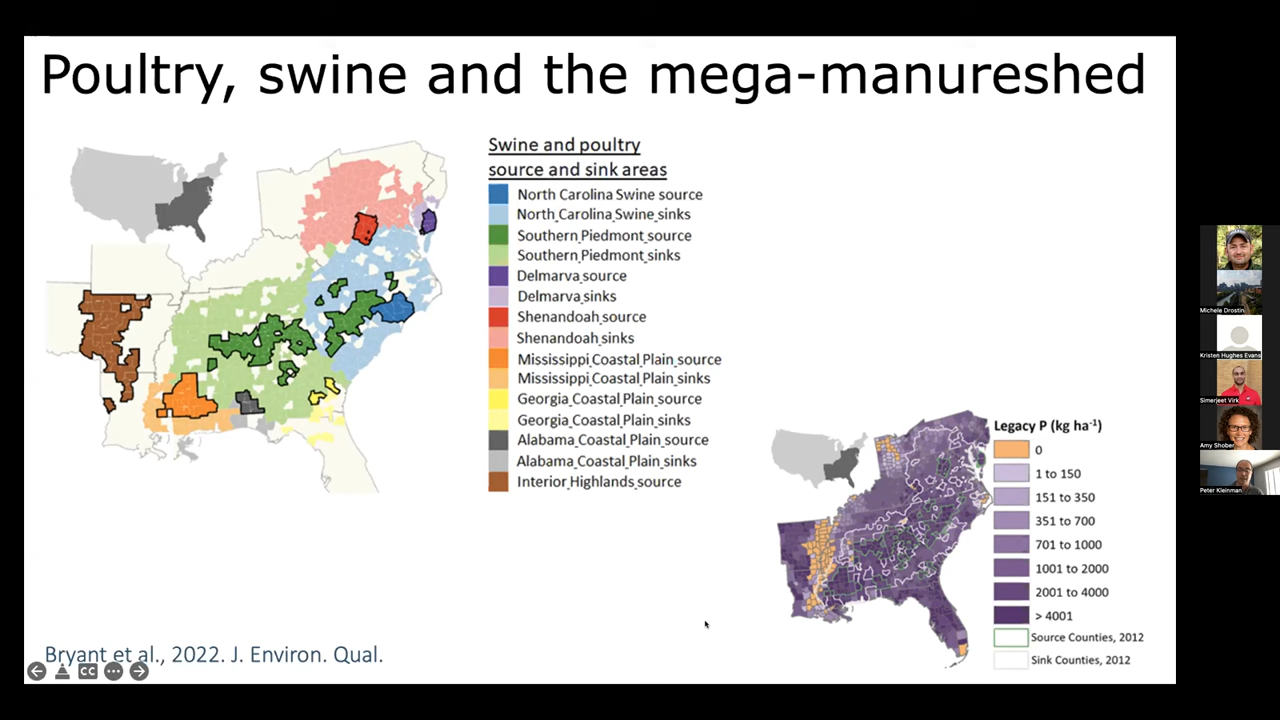 Poultry, swine and the mega-manureshed
Swine and poultry
source and sink areas
North Carolina Swine source
North Carolina Swine sinks
Southern Piedmont source
Southern Piedmont sinks
Delmarva source
Delmarva sinks
Shenandoah source
Shenandoah sinks
Mississippi Coastal Plain source
Mississippi Coastal Plain sinks
Georgia Coastal Plain source
Georgia Coastal Plain sinks
Alabama Coastal Plain source
Alabama Coastal Plain sinks
Interior Highlands source
Legacy P (kg ha⁻¹)
0
1 to 150
151 to 350
351 to 700
701 to 1000
1001 to 2000
2001 to 4000
> 4001
Source Counties, 2012
Sink Counties, 2012
Bryant et al., 2022. J. Environ. Qual.
CC
Michele Drostin
Kristen Hughes Evans
Simerjeet Virk
Amy Shober
Peter Kleinman